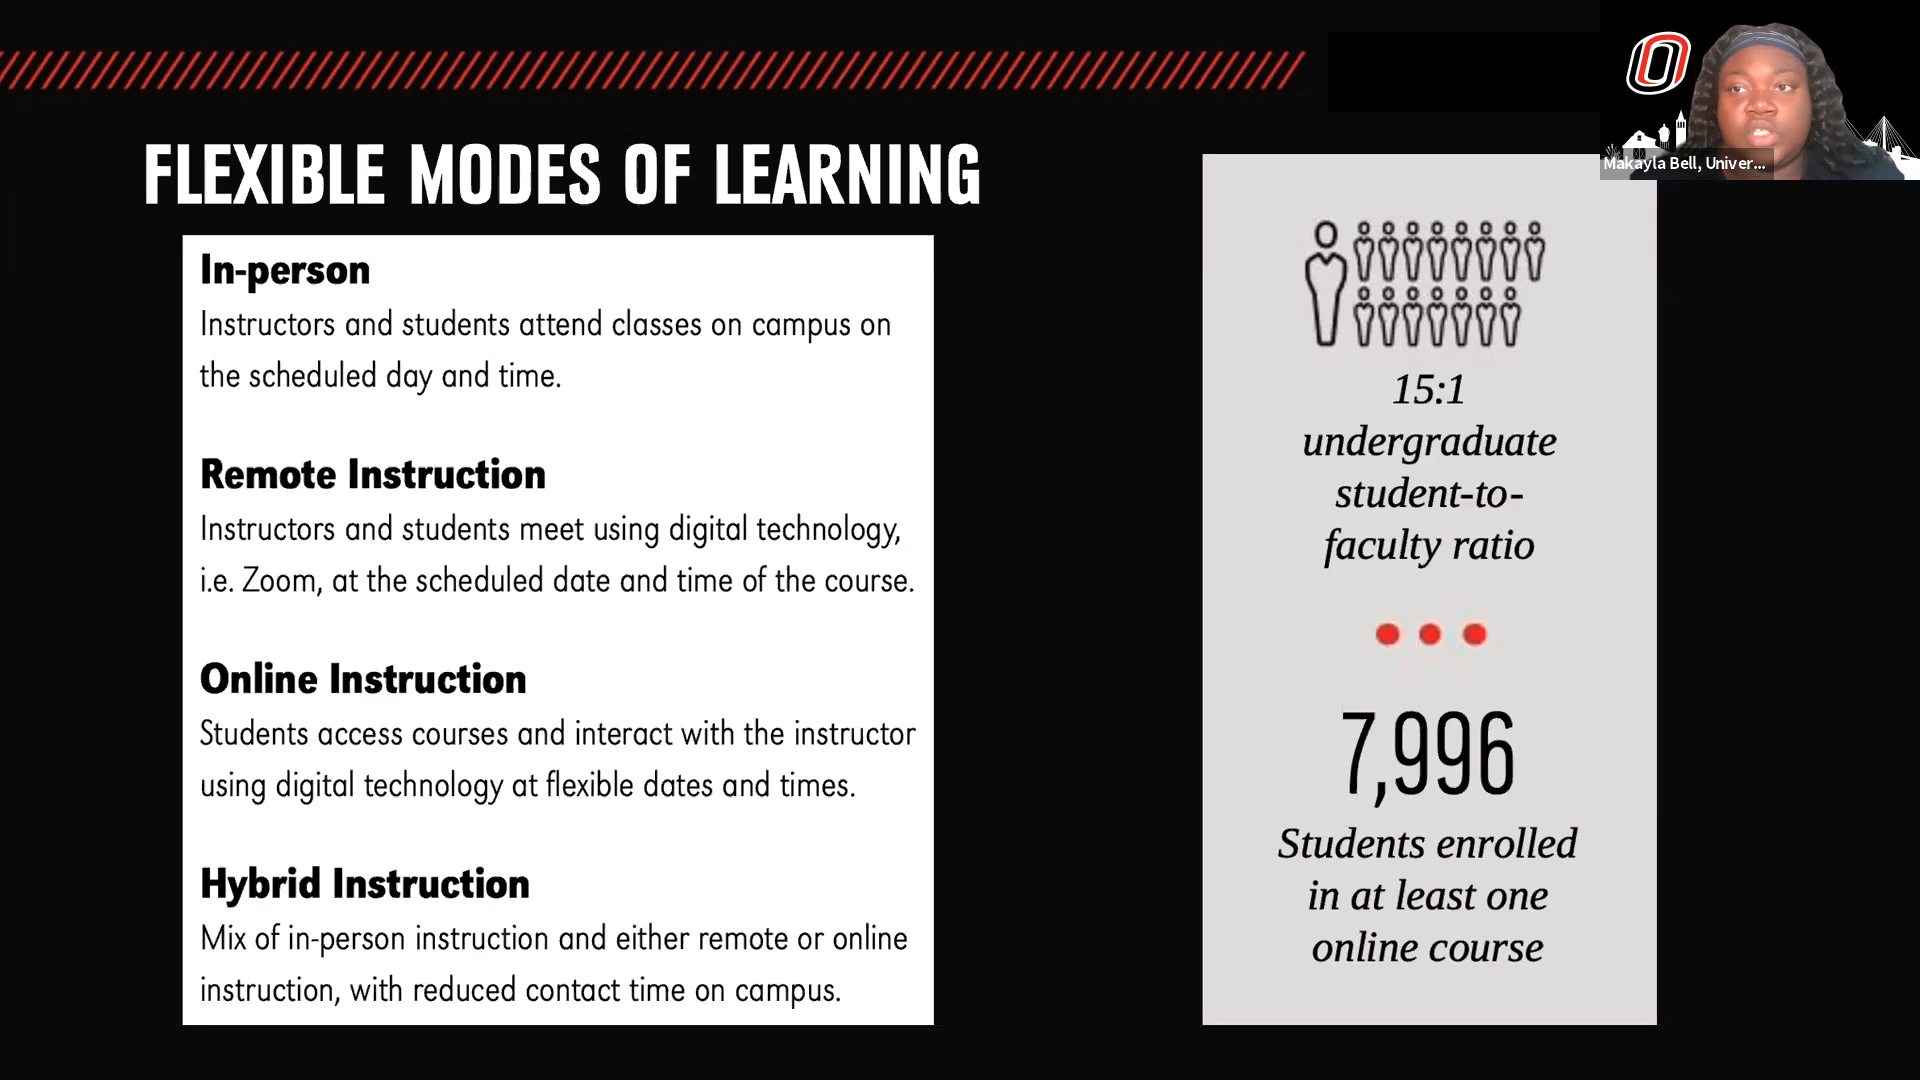 FLEXIBLE MODES OF LEARNING
In-person
Instructors and students attend classes on campus on
the scheduled day and time.
Remote Instruction
Instructors and students meet using digital technology,
i.e. Zoom, at the scheduled date and time of the course.
Online Instruction
Students access courses and interact with the instructor
using digital technology at flexible dates and times.
Hybrid Instruction
Mix of in-person instruction and either remote or online
instruction, with reduced contact time on campus.
15:1
undergraduate
student-to-
faculty ratio
7,996
Students enrolled
in at least one
online course
O
Makayla Bell, Univer...